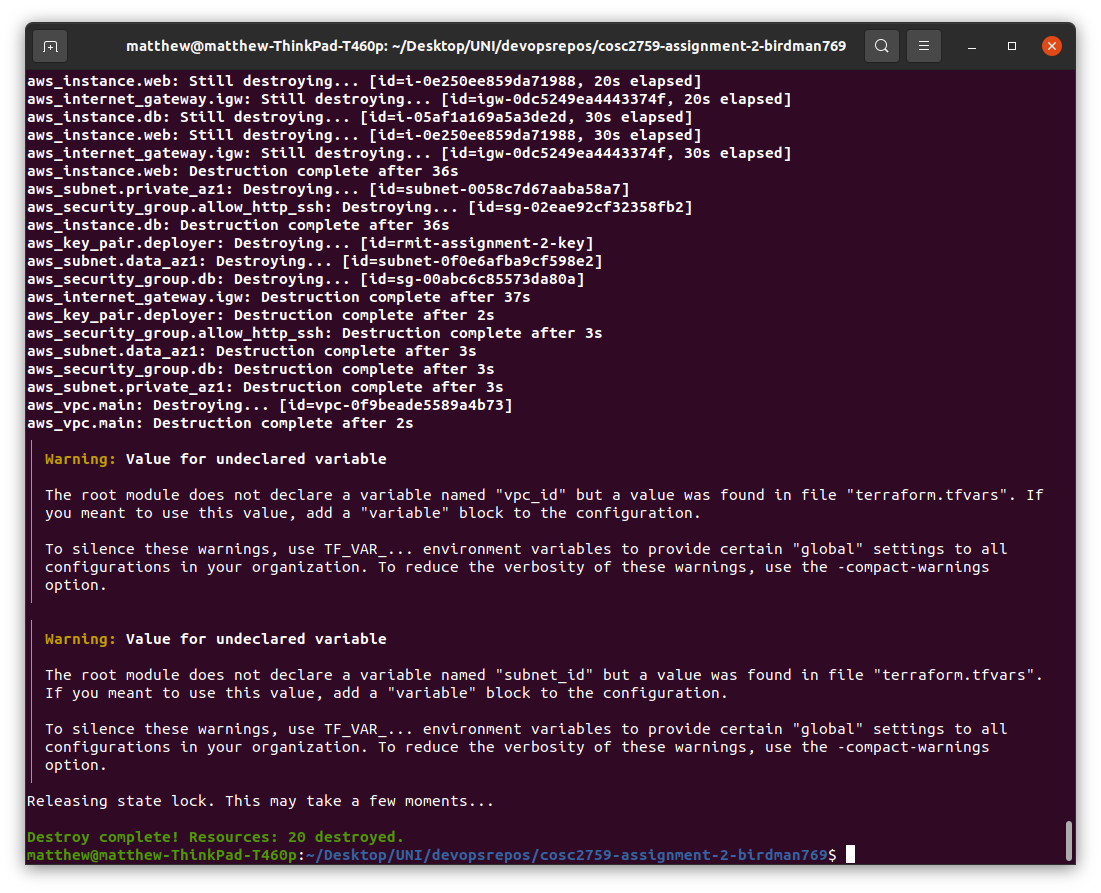 matthew@matthew-ThinkPad-T460p: ~/Desktop/UNI/devopsrepos/cosc2759-assignment-2-birdman769
aws_instance.web: Still destroying... [id=i-0e250ee859da71988, 20s elapsed]
aws_internet_gateway.igw: Still destroying... [id=igw-0dc5249ea4443374f, 20s elapsed]
aws_instance.db: Still destroying... [id=i-05af1a169a5a3de2d, 30s elapsed]
aws_instance.web: Still destroying... [id=i-0e250ee859da71988, 30s elapsed]
aws_internet_gateway.igw: Still destroying... [id=igw-0dc5249ea4443374f, 30s elapsed]
aws_instance.web: Destruction complete after 36s
aws_subnet.private_az1: Destroying... [id=subnet-0058c7d67aaba58a7]
aws_security_group.allow_http_ssh: Destroying... [id=sg-02eae92cf32358fb2]
aws_instance.db: Destruction complete after 36s
aws_key_pair.deployer: Destroying... [id=rmit-assignment-2-key]
aws_subnet.data_az1: Destroying... [id=subnet-0f0e6afba9cf598e2]
aws_security_group.db: Destroying... [id=sg-00abc6c85573da80a]
aws_internet_gateway.igw: Destruction complete after 37s
aws_key_pair.deployer: Destruction complete after 2s
aws_security_group.allow_http_ssh: Destruction complete after 3s
aws_subnet.data_az1: Destruction complete after 3s
aws_security_group.db: Destruction complete after 3s
aws_subnet.private_az1: Destruction complete after 3s
aws_vpc.main: Destroying... [id=vpc-0f9beade5589a4b73]
aws_vpc.main: Destruction complete after 2s
Warning: Value for undeclared variable
The root module does not declare a variable named "vpc_id" but a value was found in file "terraform.tfvars". If
you meant to use this value, add a "variable" block to the configuration.
To silence these warnings, use TF_VAR_... environment variables to provide certain "global" settings to all
configurations in your organization. To reduce the verbosity of these warnings, use the -compact-warnings
option.
Warning: Value for undeclared variable
The root module does not declare a variable named "subnet_id" but a value was found in file "terraform.tfvars".
If you meant to use this value, add a "variable" block to the configuration.
To silence these warnings, use TF_VAR_... environment variables to provide certain "global" settings to all
configurations in your organization. To reduce the verbosity of these warnings, use the -compact-warnings
option.
Releasing state lock. This may take a few moments...
Destroy complete! Resources: 20 destroyed.
matthew@matthew-ThinkPad-T460p:~/Desktop/UNI/devopsrepos/cosc2759-assignment-2-birdman769$